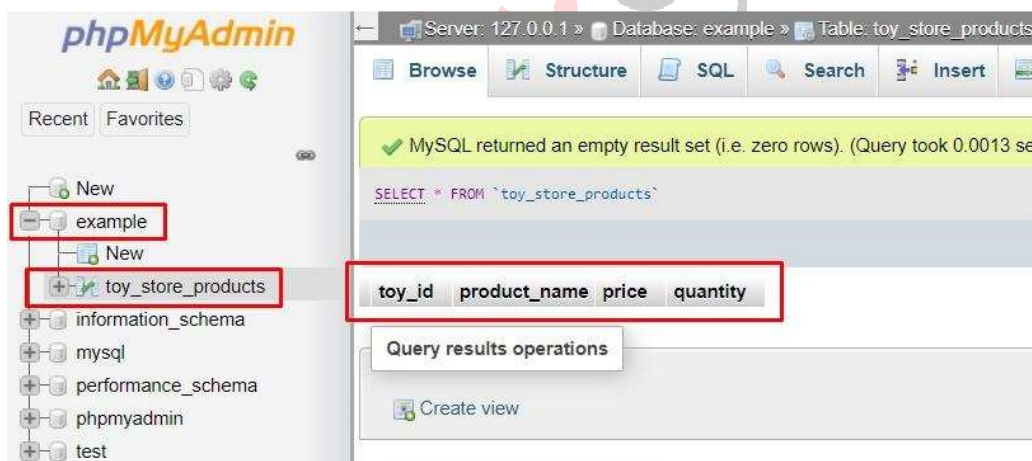 phpMyAdmin
Recent Favorites
New
example
New
toy_store_products
information_schema
mysql
performance_schema
phpmyadmin
test
Server: 127.0.0.1 » Database: example » Table: toy_store_products
Browse Structure SQL Search Insert
MySQL returned an empty result set (i.e. zero rows). (Query took 0.0013 se
SELECT * FROM `toy_store_products`
toy_id product_name price quantity
Query results operations
Create view